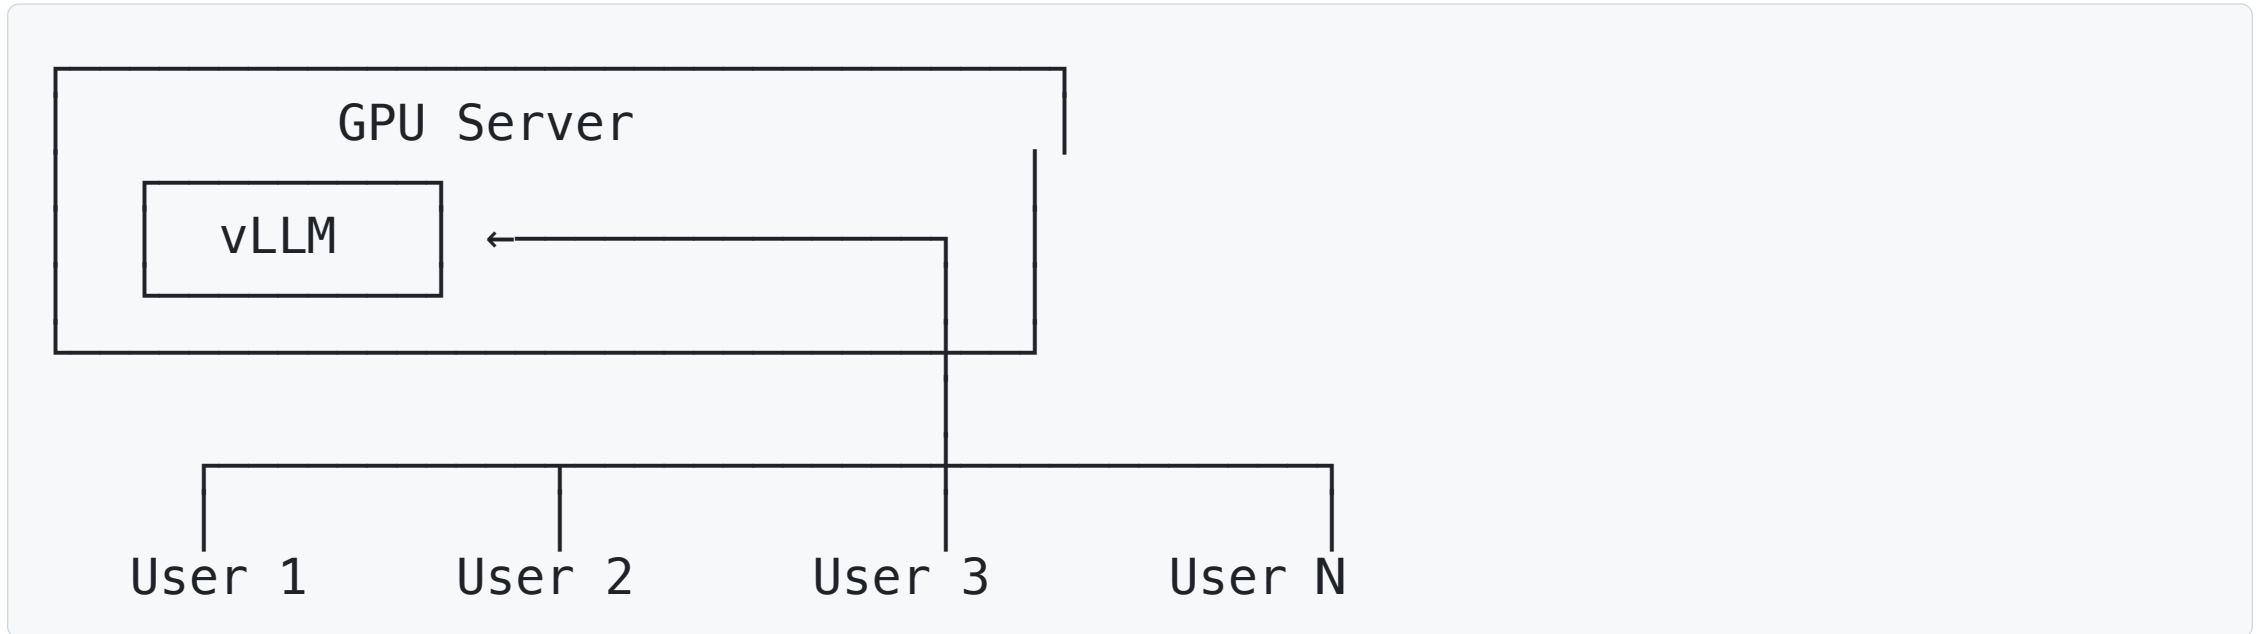 GPU Server
vLLM
User 1 User 2 User 3 User N